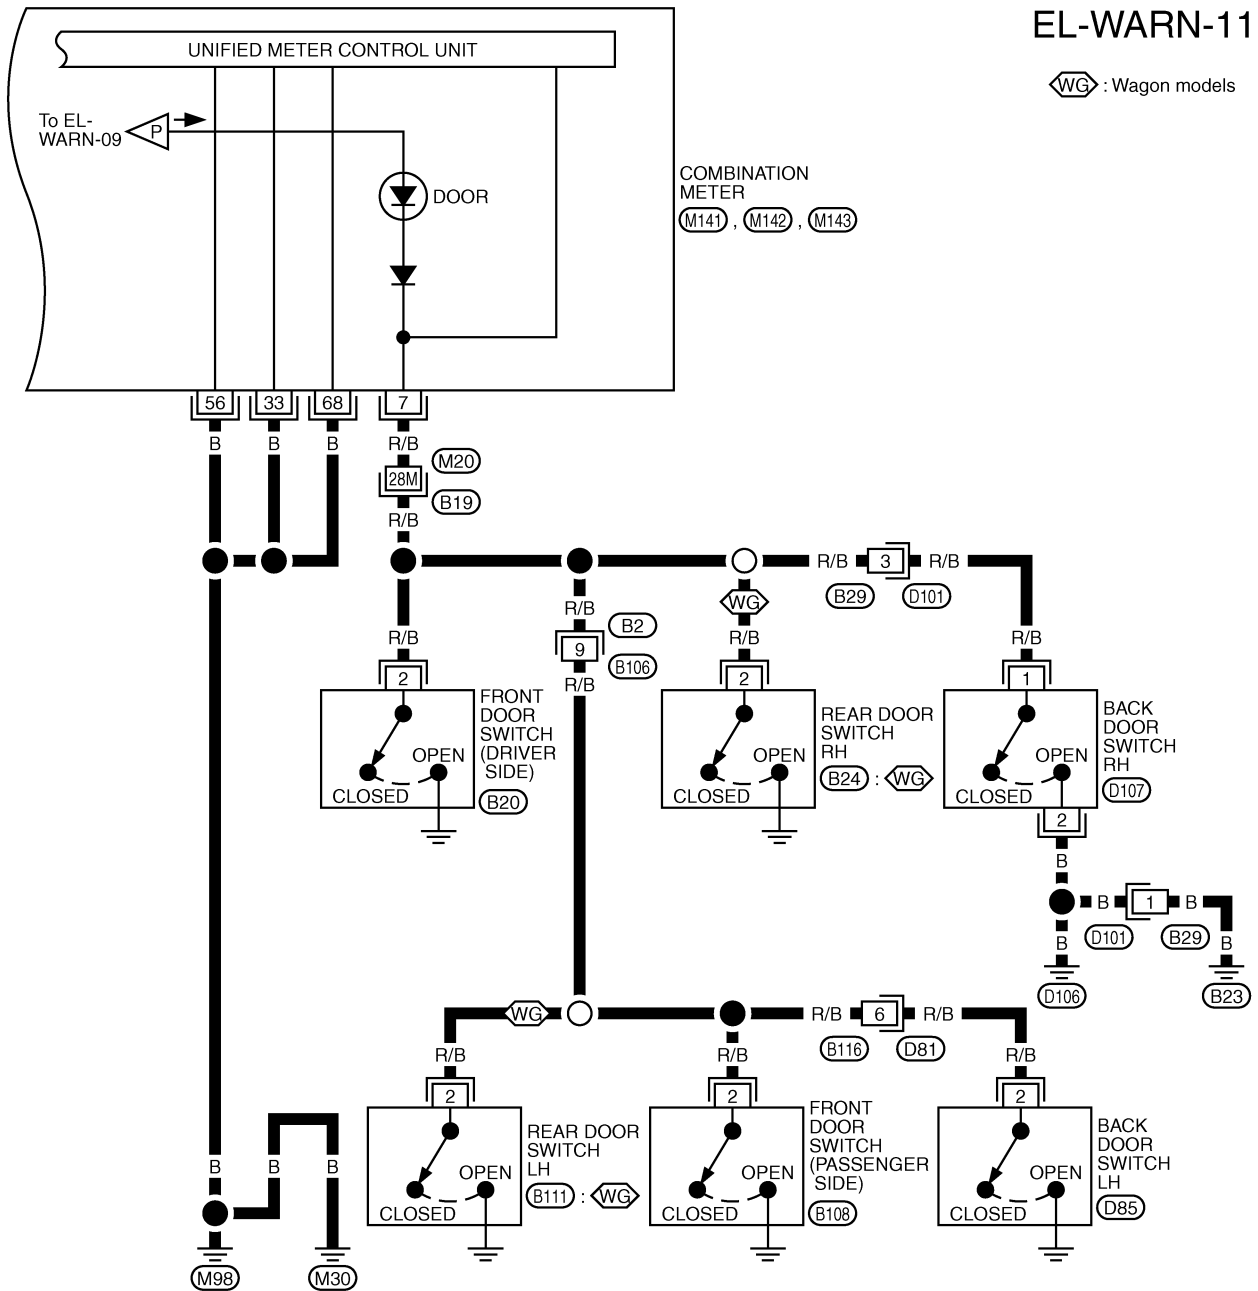 EL-WARN-11
WG : Wagon models
UNIFIED METER CONTROL UNIT
To EL-
WARN-09
P
DOOR
COMBINATION
METER
M141 , M142 , M143
56 33 68 7
B B B R/B
M20
28M
B19
R/B
R/B 3 R/B
B29 D101
WG
R/B
B2
9
B106
R/B
R/B R/B R/B
2 2 1
FRONT
DOOR
SWITCH
(DRIVER
SIDE)
B20
OPEN
CLOSED
REAR DOOR
SWITCH
RH
B24 : WG
OPEN
CLOSED
BACK
DOOR
SWITCH
RH
D107
OPEN
CLOSED
2
B
B 1 B
D101 B29
B B
D106 B23
WG
R/B 6 R/B
B116 D81
R/B R/B R/B
2 2 2
REAR DOOR
SWITCH
LH
B111 : WG
OPEN
CLOSED
FRONT
DOOR
SWITCH
(PASSENGER
SIDE)
B108
OPEN
CLOSED
BACK
DOOR
SWITCH
LH
D85
OPEN
CLOSED
B B B
M98 M30